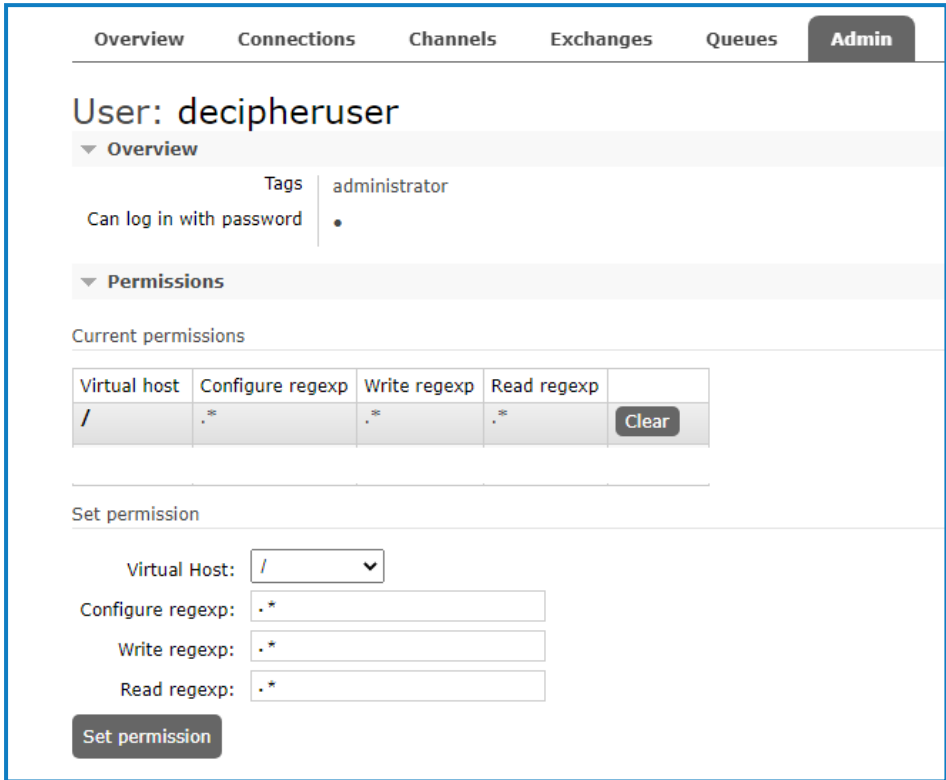 Overview Connections Channels Exchanges Queues Admin
User: decipheruser
Overview
Tags administrator
Can log in with password •
Permissions
Current permissions
Virtual host Configure regexp Write regexp Read regexp
/ .* .* .* Clear
Set permission
Virtual Host: /
Configure regexp: .*
Write regexp: .*
Read regexp: .*
Set permission